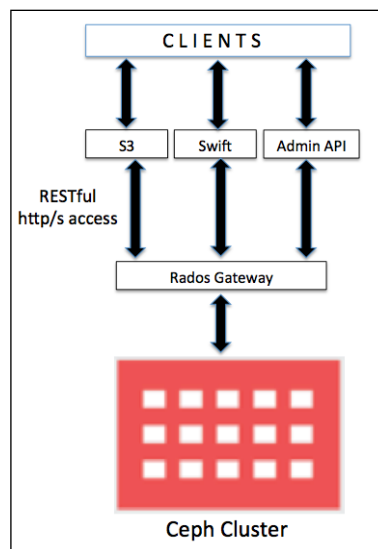 CLIENTS
S3
Swift
Admin API
RESTful
http/s access
Rados Gateway
Ceph Cluster